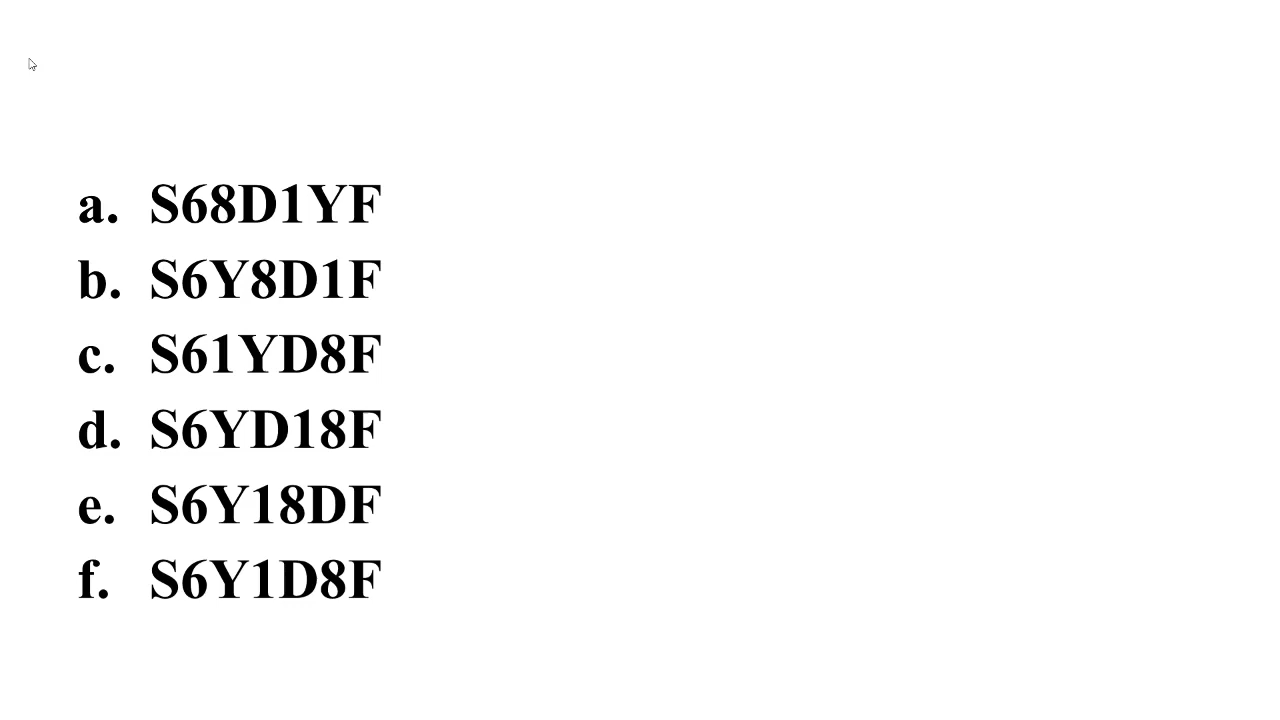 a. S68D1YF
b. S6Y8D1F
c. S61YD8F
d. S6YD18F
e. S6Y18DF
f. S6Y1D8F